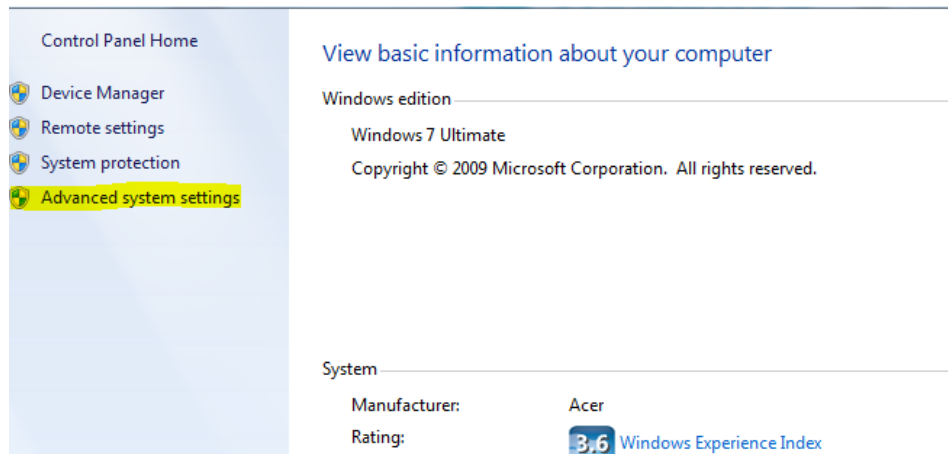 Control Panel Home
Device Manager
Remote settings
System protection
Advanced system settings
View basic information about your computer
Windows edition
Windows 7 Ultimate
Copyright © 2009 Microsoft Corporation. All rights reserved.
System
Manufacturer: Acer
Rating: 3,6 Windows Experience Index